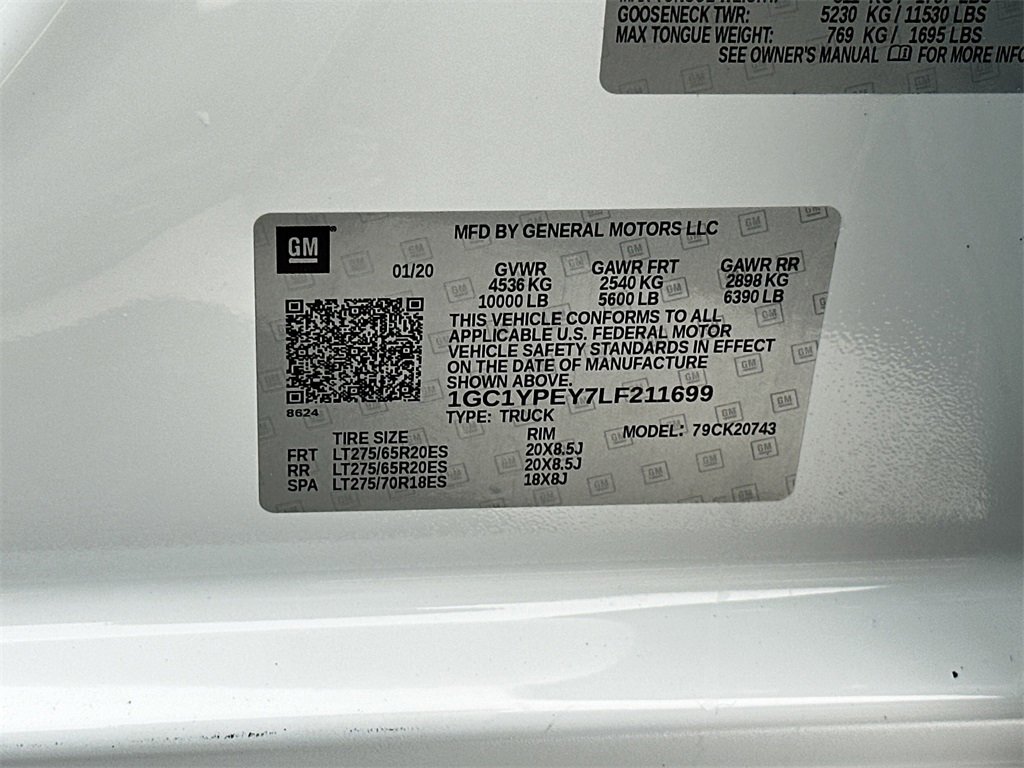 GOOSENECK TWR: 5230 KG / 11530 LBS
MAX TONGUE WEIGHT: 769 KG / 1695 LBS
SEE OWNER'S MANUAL FOR MORE INFO
GM
MFD BY GENERAL MOTORS LLC
01/20 GVWR GAWR FRT GAWR RR
4536 KG 2540 KG 2898 KG
10000 LB 5600 LB 6390 LB
THIS VEHICLE CONFORMS TO ALL
APPLICABLE U.S. FEDERAL MOTOR
VEHICLE SAFETY STANDARDS IN EFFECT
ON THE DATE OF MANUFACTURE
SHOWN ABOVE.
1GC1YPEY7LF211699
8624
TYPE: TRUCK
TIRE SIZE RIM MODEL: 79CK20743
FRT LT275/65R20ES 20X8.5J
RR LT275/65R20ES 20X8.5J
SPA LT275/70R18ES 18X8J